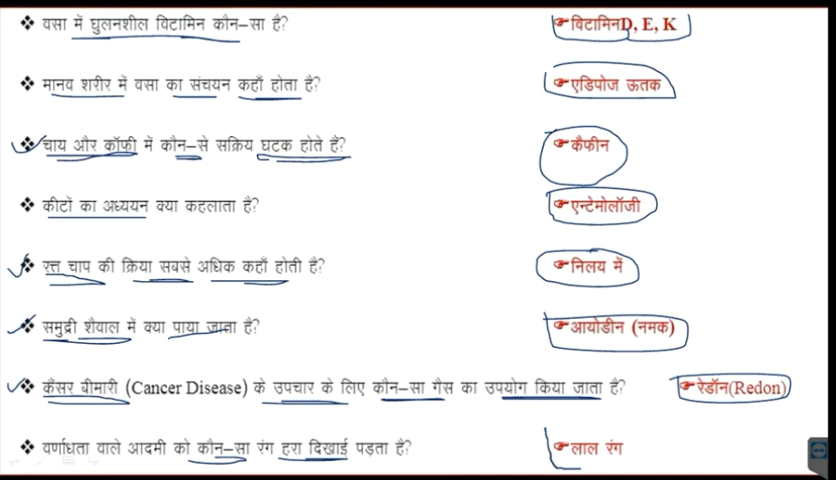 ❖ वसा में घुलनशील विटामिन कौन–सा है? ☞विटामिनD, E, K
❖ मानव शरीर में वसा का संचयन कहाँ होता है? ☞एडिपोज ऊतक
❖ चाय और कॉफी में कौन–से सक्रिय घटक होते हैं? ☞कैफीन
❖ कीटों का अध्ययन क्या कहलाता है? ☞एन्टेमोलॉजी
❖ रत्त चाप की क्रिया सबसे अधिक कहाँ होती है? ☞निलय में
❖ समुद्री शैवाल में क्या पाया जाता है? ☞आयोडीन (नमक)
❖ कैंसर बीमारी (Cancer Disease) के उपचार के लिए कौन–सा गैस का उपयोग किया जाता है? ☞रेडॉन(Redon)
❖ वर्णाधता वाले आदमी को कौन–सा रंग हरा दिखाई पड़ता है? ☞लाल रंग